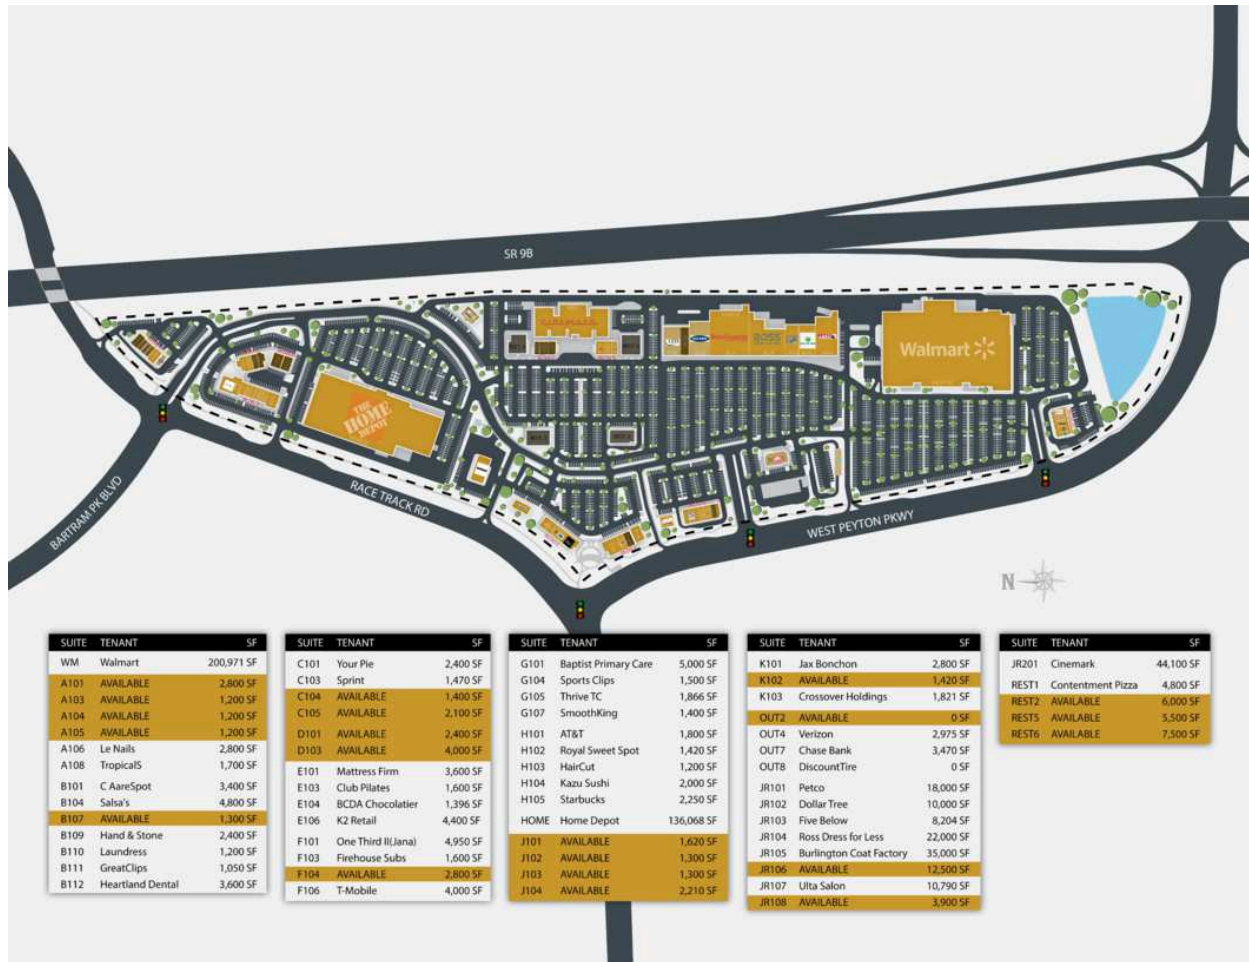 SR 9B
Walmart
THE
HOME
DEPOT
BARTRAM PK BLVD
RACE TRACK RD
WEST PEYTON PKWY
N
SUITE TENANT SF
WM Walmart 200,971 SF
A101 AVAILABLE 2,800 SF
A103 AVAILABLE 1,200 SF
A104 AVAILABLE 1,200 SF
A105 AVAILABLE 1,200 SF
A106 Le Nails 2,800 SF
A108 TropicalS 1,700 SF
B101 C AareSpot 3,400 SF
B104 Salsa's 4,800 SF
B107 AVAILABLE 1,300 SF
B109 Hand & Stone 2,400 SF
B110 Laundress 1,200 SF
B111 GreatClips 1,050 SF
B112 Heartland Dental 3,600 SF
SUITE TENANT SF
C101 Your Pie 2,400 SF
C103 Sprint 1,470 SF
C104 AVAILABLE 1,400 SF
C105 AVAILABLE 2,100 SF
D101 AVAILABLE 2,400 SF
D103 AVAILABLE 4,000 SF
E101 Mattress Firm 3,600 SF
E103 Club Pilates 1,600 SF
E104 BCDA Chocolatier 1,396 SF
E106 K2 Retail 4,400 SF
F101 One Third II(Jana) 4,950 SF
F103 Firehouse Subs 1,600 SF
F104 AVAILABLE 2,800 SF
F106 T-Mobile 4,000 SF
SUITE TENANT SF
G101 Baptist Primary Care 5,000 SF
G104 Sports Clips 1,500 SF
G105 Thrive TC 1,866 SF
G107 SmoothKing 1,400 SF
H101 AT&T 1,800 SF
H102 Royal Sweet Spot 1,420 SF
H103 HairCut 1,200 SF
H104 Kazu Sushi 2,000 SF
H105 Starbucks 2,250 SF
HOME Home Depot 136,068 SF
J101 AVAILABLE 1,620 SF
J102 AVAILABLE 1,300 SF
J103 AVAILABLE 1,300 SF
J104 AVAILABLE 2,210 SF
SUITE TENANT SF
K101 Jax Bonchon 2,800 SF
K102 AVAILABLE 1,420 SF
K103 Crossover Holdings 1,821 SF
OUT2 AVAILABLE 0 SF
OUT4 Verizon 2,975 SF
OUT7 Chase Bank 3,470 SF
OUT8 DiscountTire 0 SF
JR101 Petco 18,000 SF
JR102 Dollar Tree 10,000 SF
JR103 Five Below 8,204 SF
JR104 Ross Dress for Less 22,000 SF
JR105 Burlington Coat Factory 35,000 SF
JR106 AVAILABLE 12,500 SF
JR107 Ulta Salon 10,790 SF
JR108 AVAILABLE 3,900 SF
SUITE TENANT SF
JR201 Cinemark 44,100 SF
REST1 Contentment Pizza 4,800 SF
REST2 AVAILABLE 6,000 SF
REST5 AVAILABLE 5,500 SF
REST6 AVAILABLE 7,500 SF